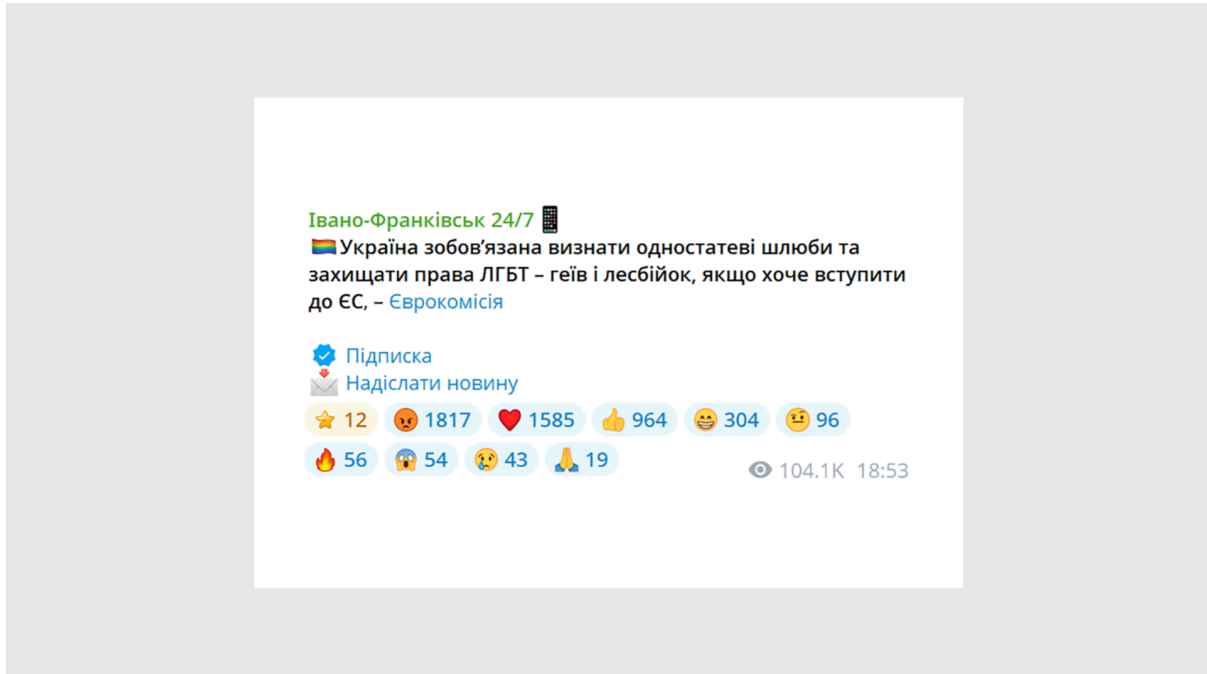 Івано-Франківськ 24/7📱
🏳️‍🌈Україна зобов’язана визнати одностатеві шлюби та
захищати права ЛГБТ – геїв і лесбійок, якщо хоче вступити
до ЄС, – Єврокомісія
Підписка
Надіслати новину
⭐ 12 😡 1817 ❤️ 1585 👍 964 😁 304 🤨 96
🔥 56 😱 54 😢 43 🙏 19 104.1K 18:53